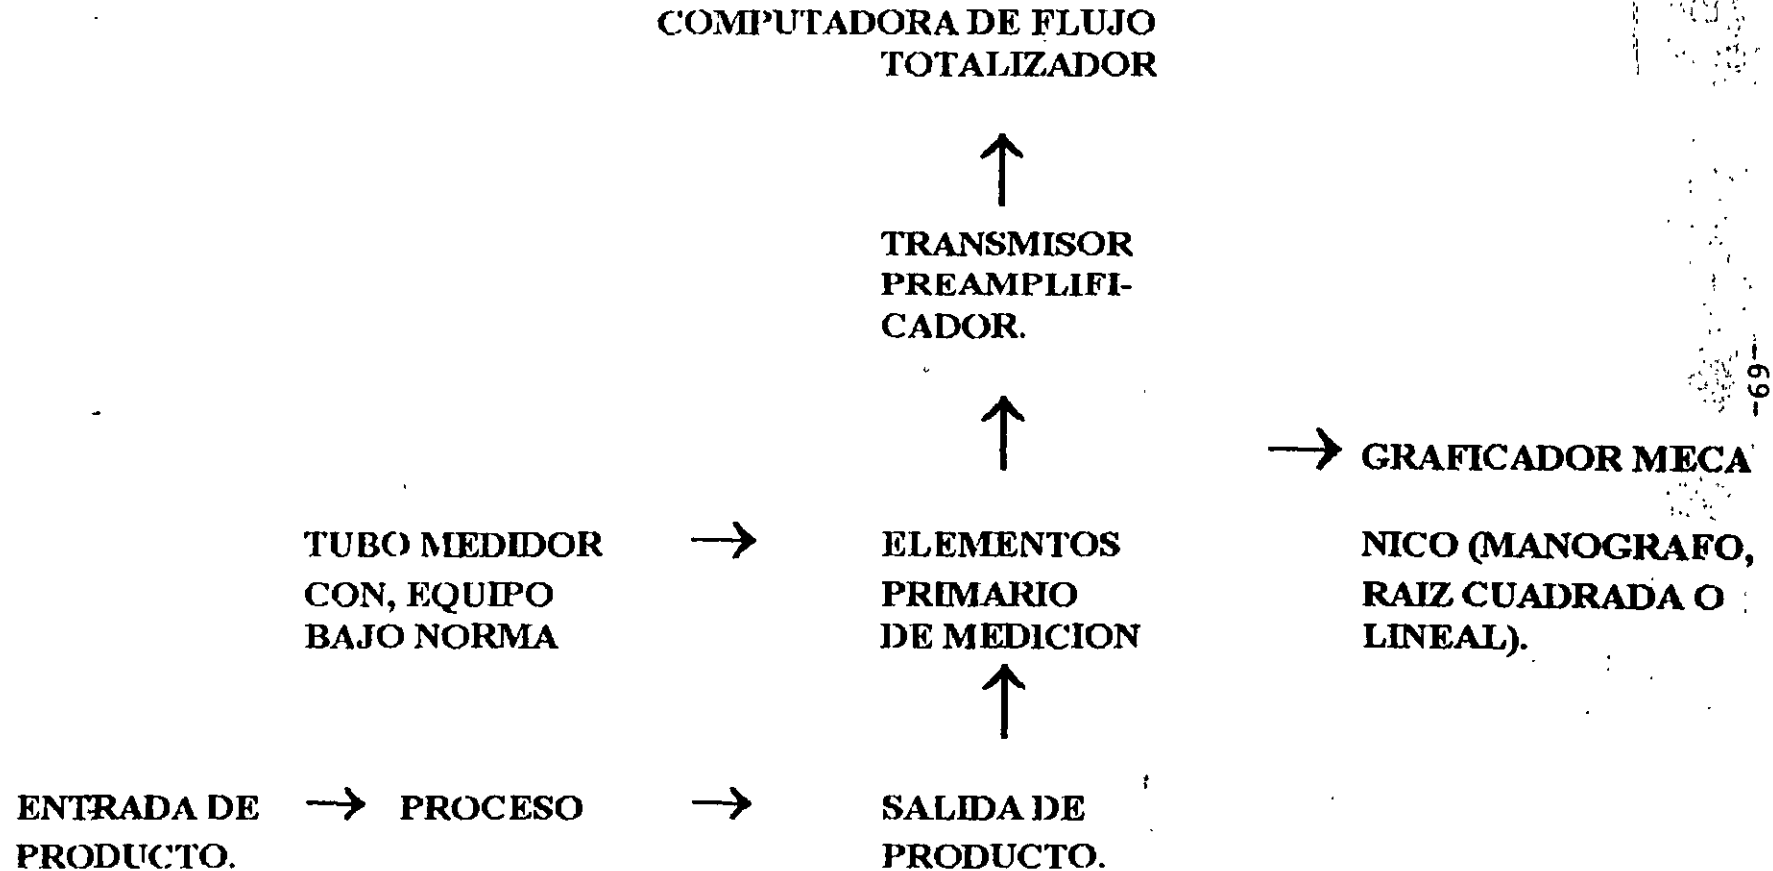 COMPUTADORA DE FLUJO
TOTALIZADOR
TRANSMISOR
PREAMPLIFI-
CADOR.
-69-
GRAFICADOR MECA
TUBO MEDIDOR
CON, EQUIPO
BAJO NORMA
ELEMENTOS
PRIMARIO
DE MEDICION
NICO (MANOGRAFO,
RAIZ CUADRADA O
LINEAL).
ENTRADA DE
PRODUCTO.
PROCESO
SALIDA DE
PRODUCTO.